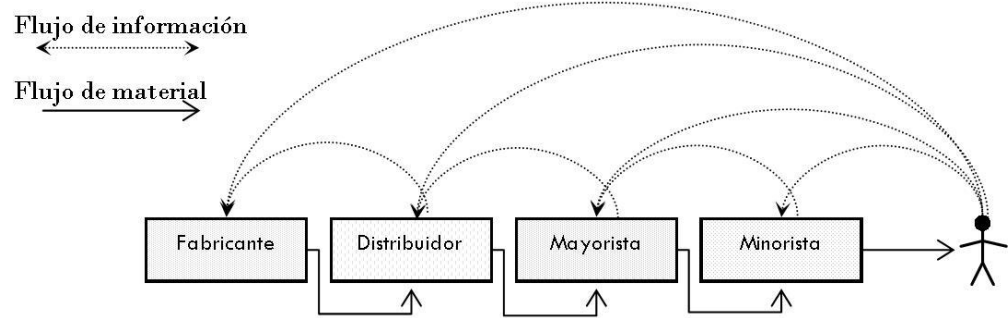 Flujo de información
Flujo de material
Fabricante
Distribuidor
Mayorista
Minorista